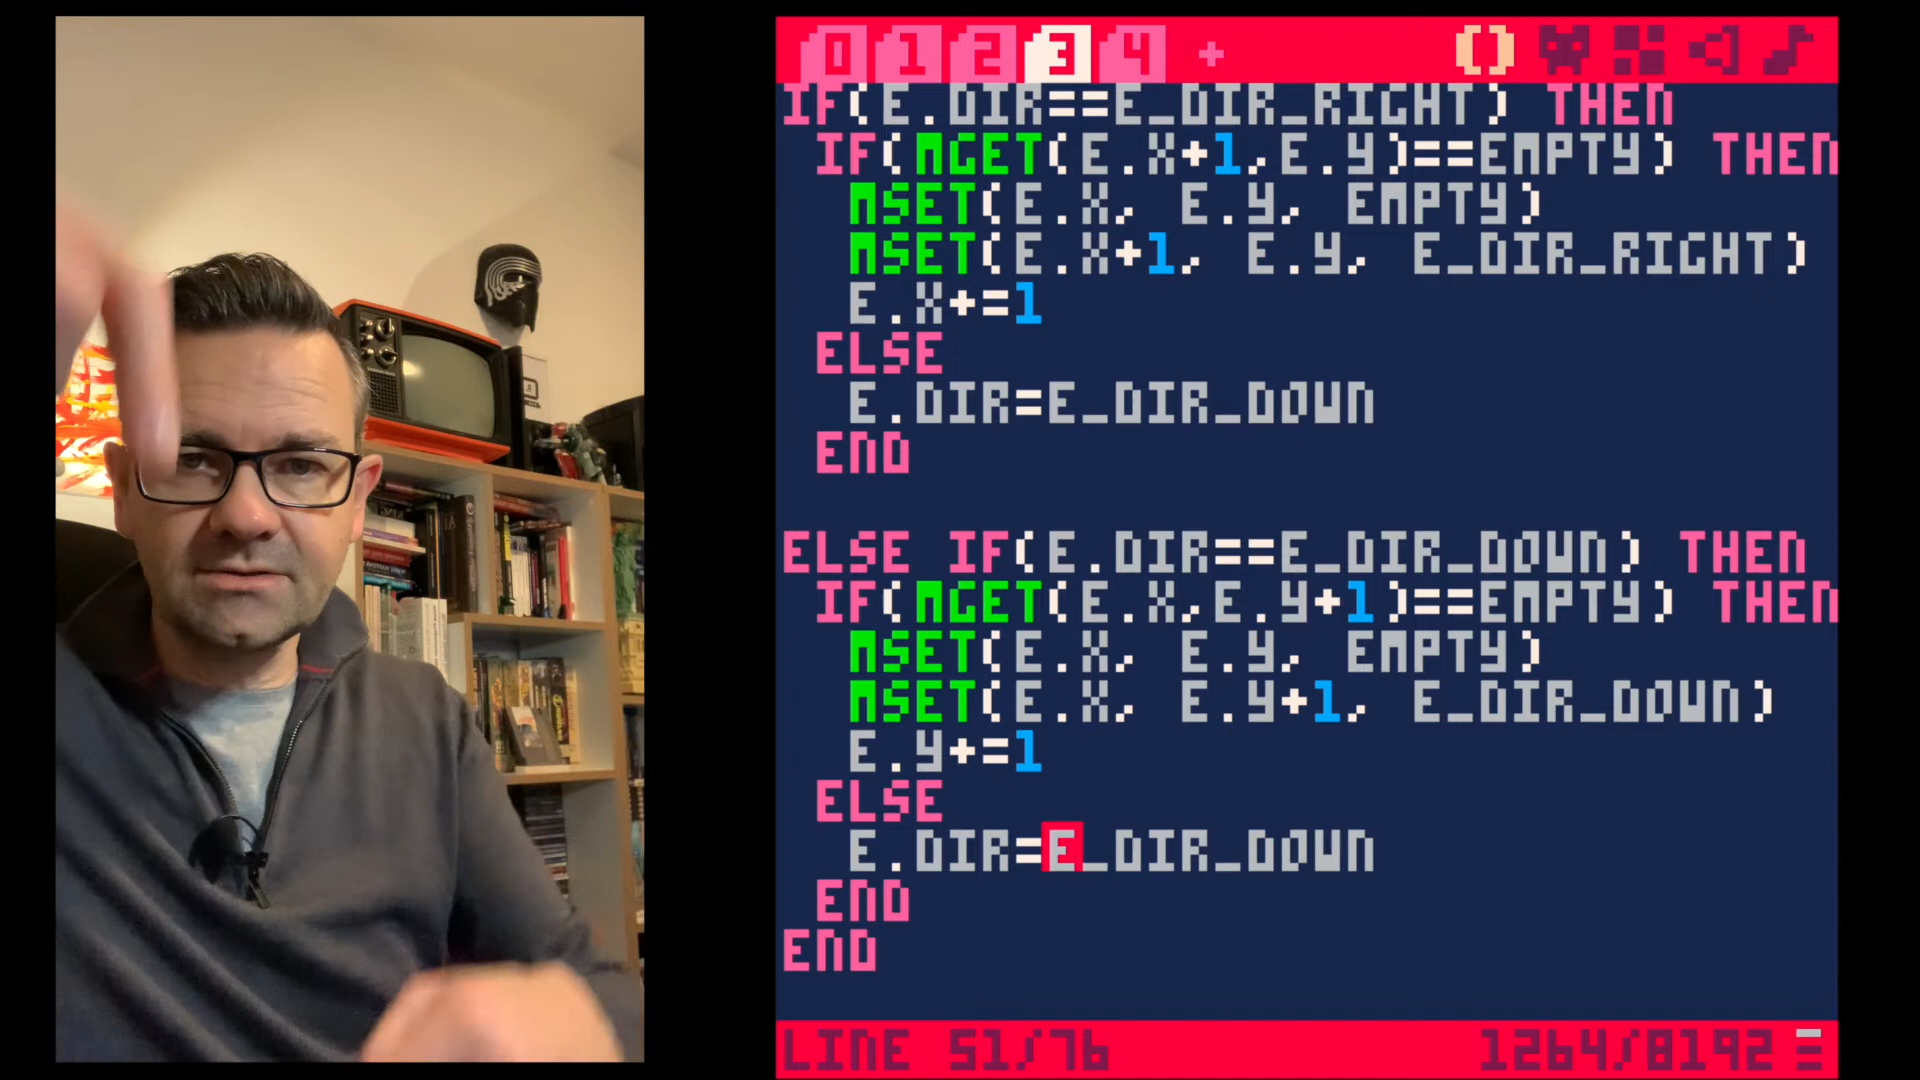 0 1 2 3 4 +
IF(E.DIR==E_DIR_RIGHT) THEN
IF(MGET(E.X+1,E.Y)==EMPTY) THEN
MSET(E.X, E.Y, EMPTY)
MSET(E.X+1, E.Y, E_DIR_RIGHT)
E.X+=1
ELSE
E.DIR=E_DIR_DOWN
END
ELSE IF(E.DIR==E_DIR_DOWN) THEN
IF(MGET(E.X,E.Y+1)==EMPTY) THEN
MSET(E.X, E.Y, EMPTY)
MSET(E.X, E.Y+1, E_DIR_DOWN)
E.Y+=1
ELSE
E.DIR=E_DIR_DOWN
END
END
LINE 51/76 1264/8192